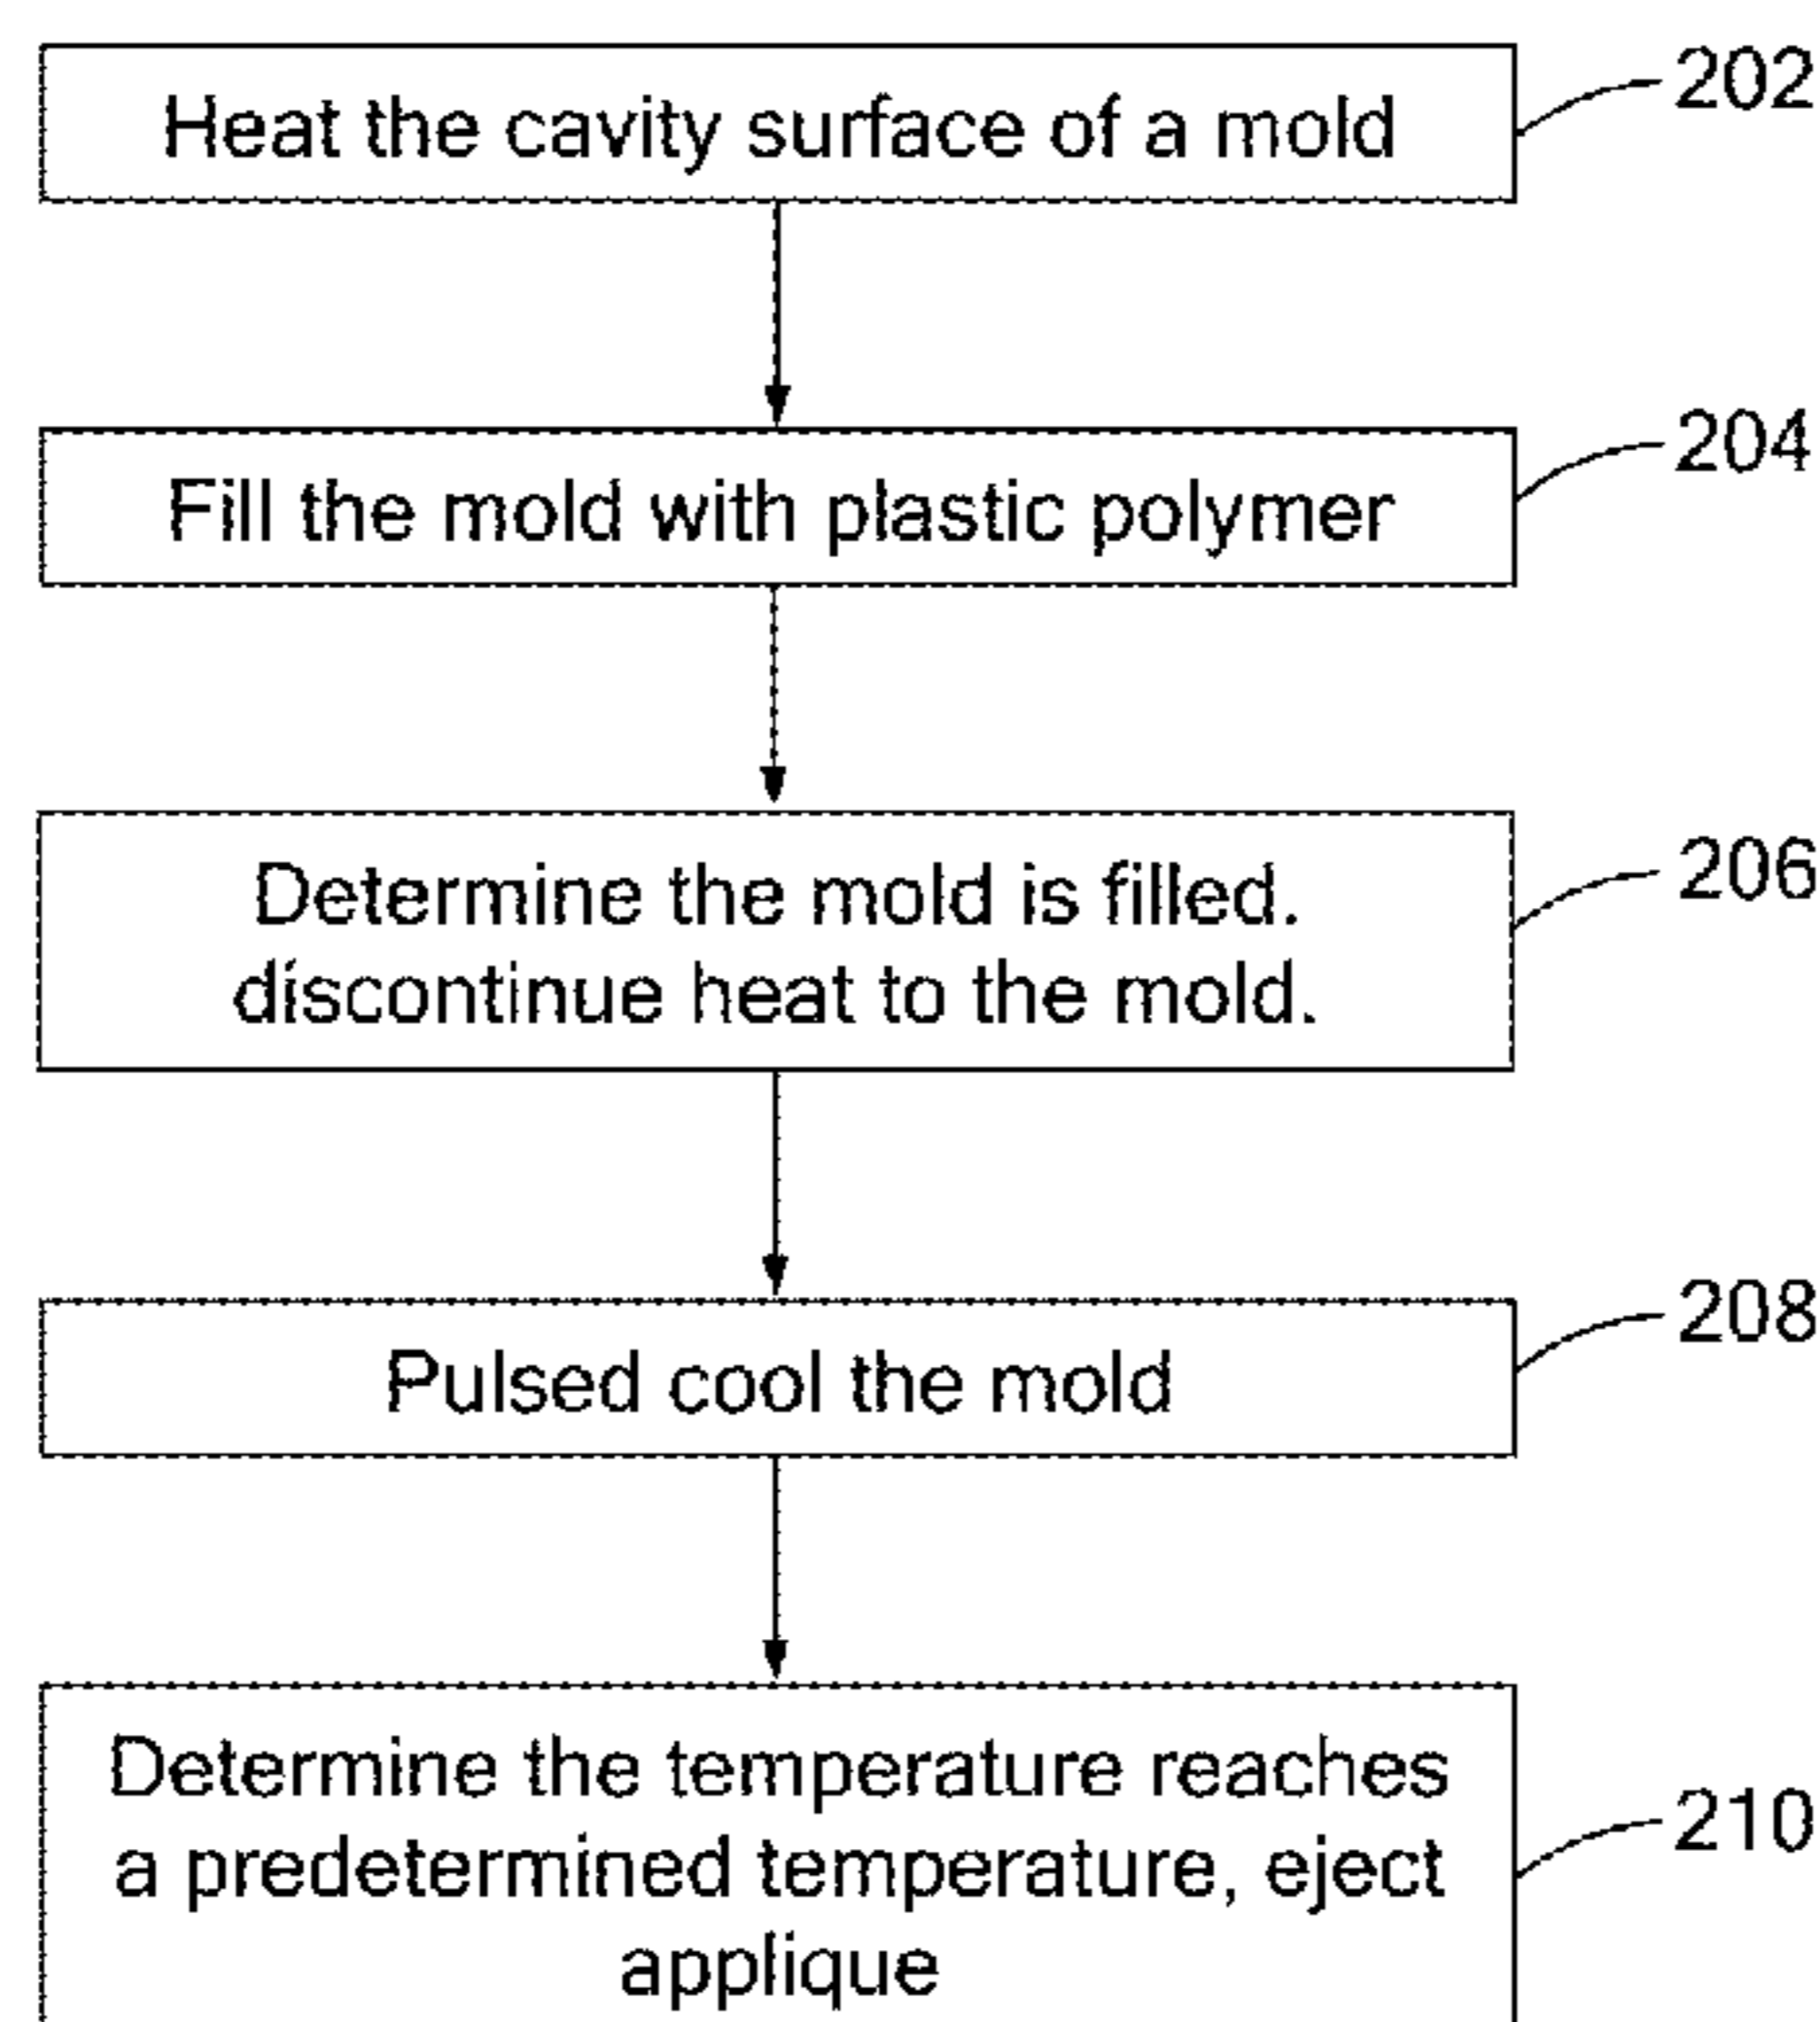 Heat the cavity surface of a mold
202
Fill the mold with plastic polymer
204
Determine the mold is filled.
discontinue heat to the mold.
206
Pulsed cool the mold
208
Determine the temperature reaches
a predetermined temperature, eject
applique
210